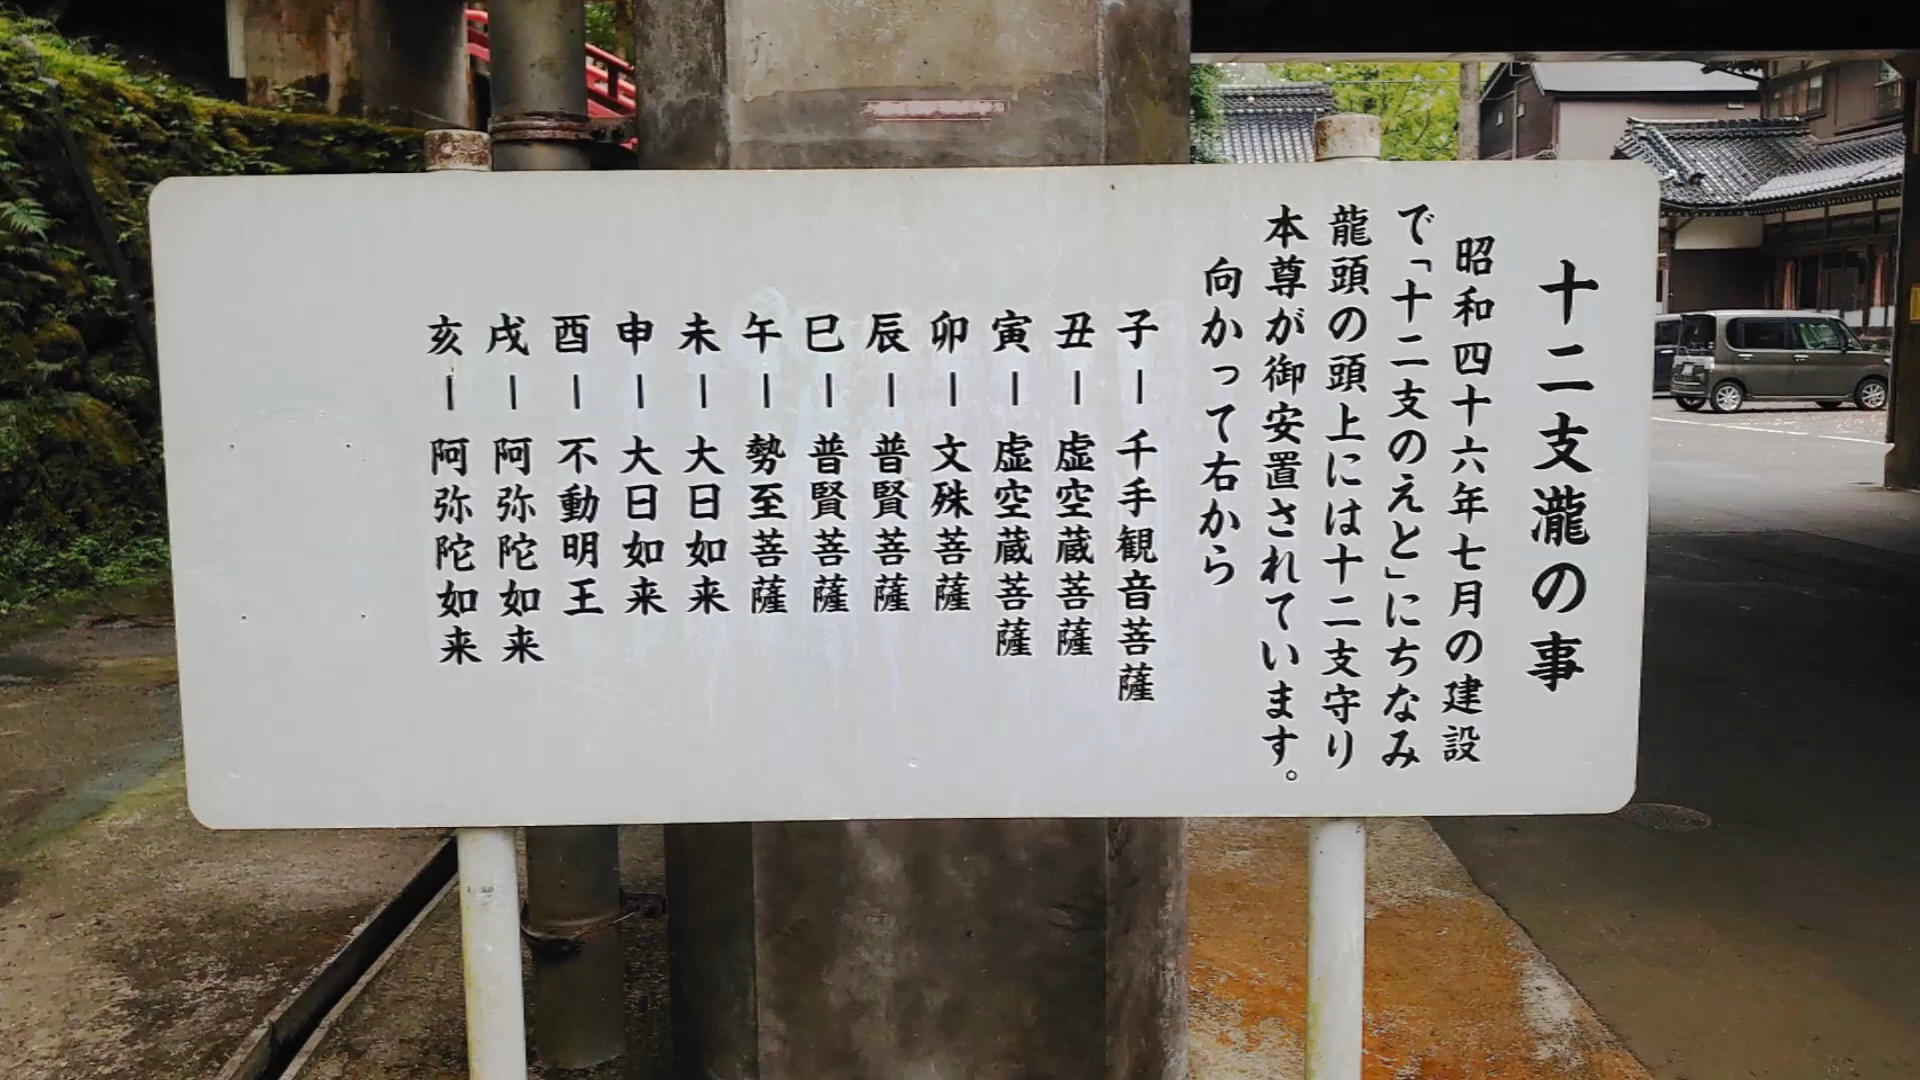 十二支瀧の事
昭和四十六年七月の建設
で「十二支のえと」にちなみ
龍頭の頭上には十二支守り
本尊が御安置されています。
向かって右から
子ー千手観音菩薩
丑ー虚空蔵菩薩
寅ー虚空蔵菩薩
卯ー文殊菩薩
辰ー普賢菩薩
巳ー普賢菩薩
午ー勢至菩薩
未ー大日如来
申ー大日如来
酉ー不動明王
戌ー阿弥陀如来
亥ー阿弥陀如来